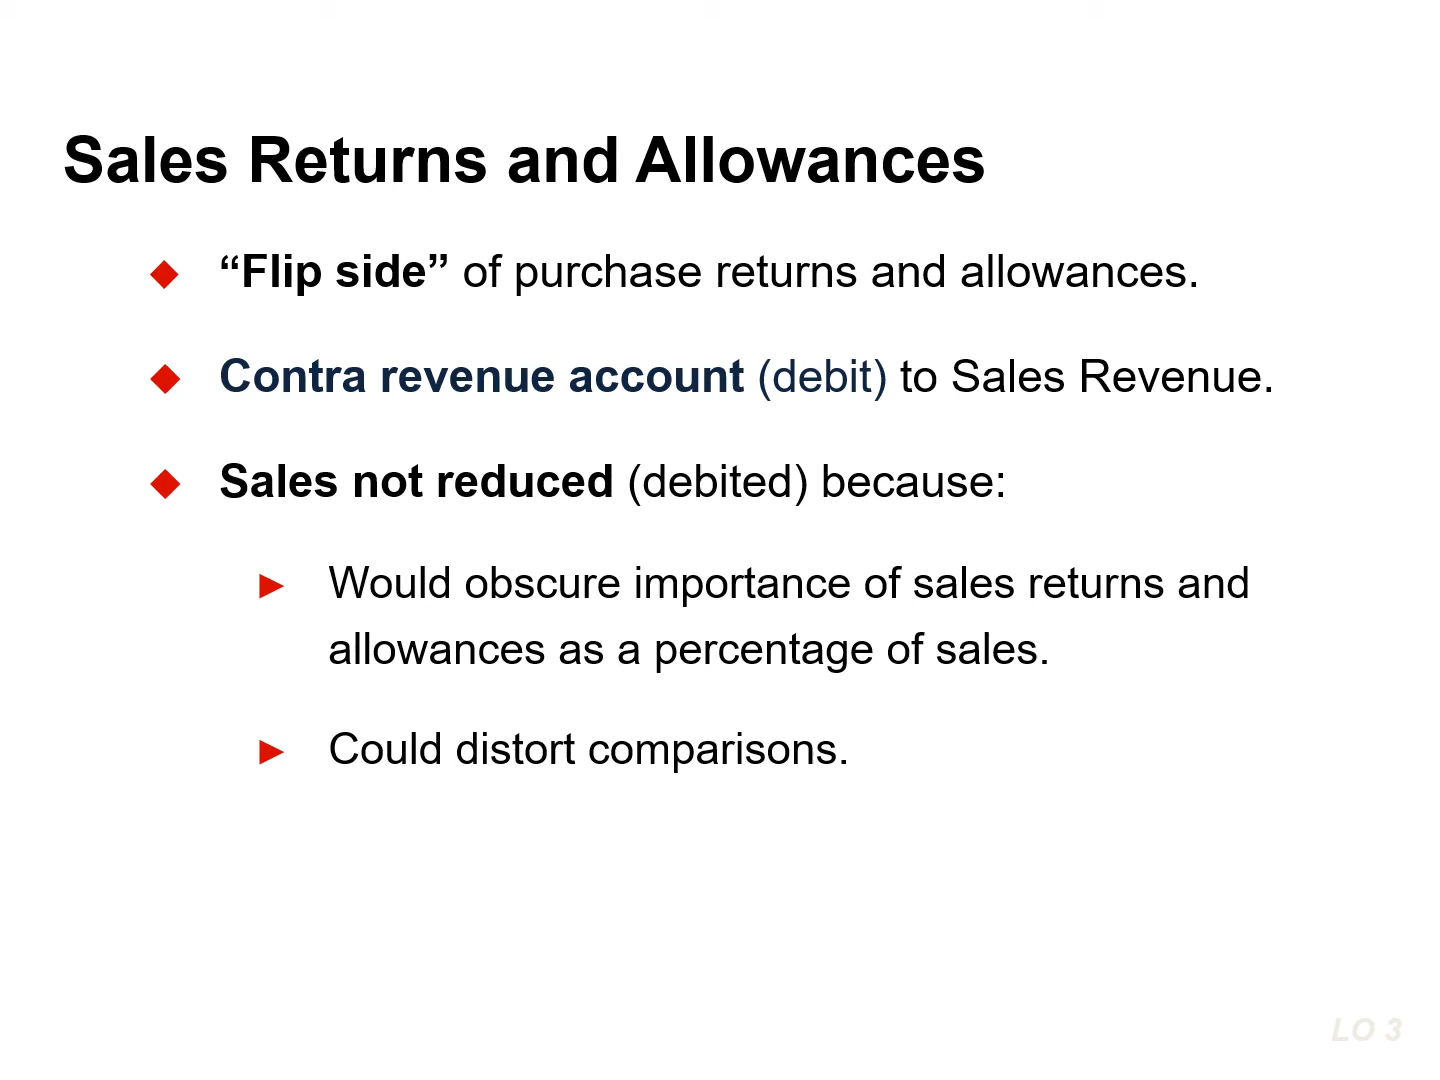 Sales Returns and Allowances
“Flip side” of purchase returns and allowances.
Contra revenue account (debit) to Sales Revenue.
Sales not reduced (debited) because:
Would obscure importance of sales returns and
allowances as a percentage of sales.
Could distort comparisons.
LO 3